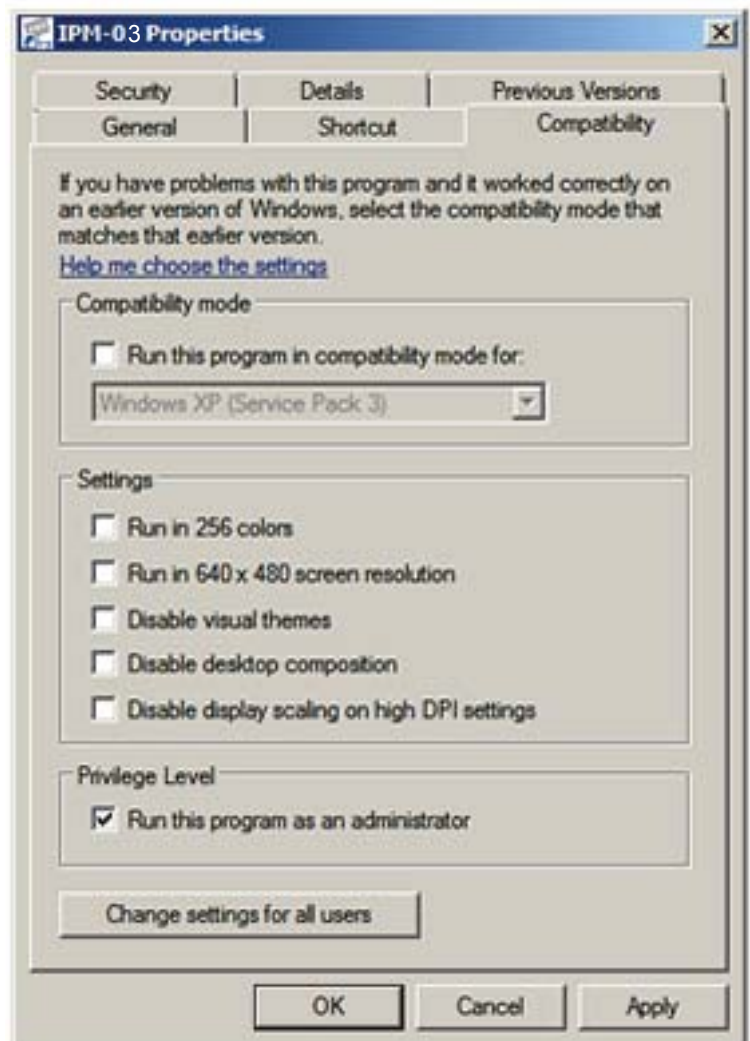 IPM-03 Properties
Security
Details
Previous Versions
General
Shortcut
Compatibility
If you have problems with this program and it worked correctly on
an earlier version of Windows, select the compatibility mode that
matches that earlier version.
Help me choose the settings
Compatibility mode
Run this program in compatibility mode for:
Windows XP (Service Pack 3)
Settings
Run in 256 colors
Run in 640 x 480 screen resolution
Disable visual themes
Disable desktop composition
Disable display scaling on high DPI settings
Privilege Level
Run this program as an administrator
Change settings for all users
OK
Cancel
Apply